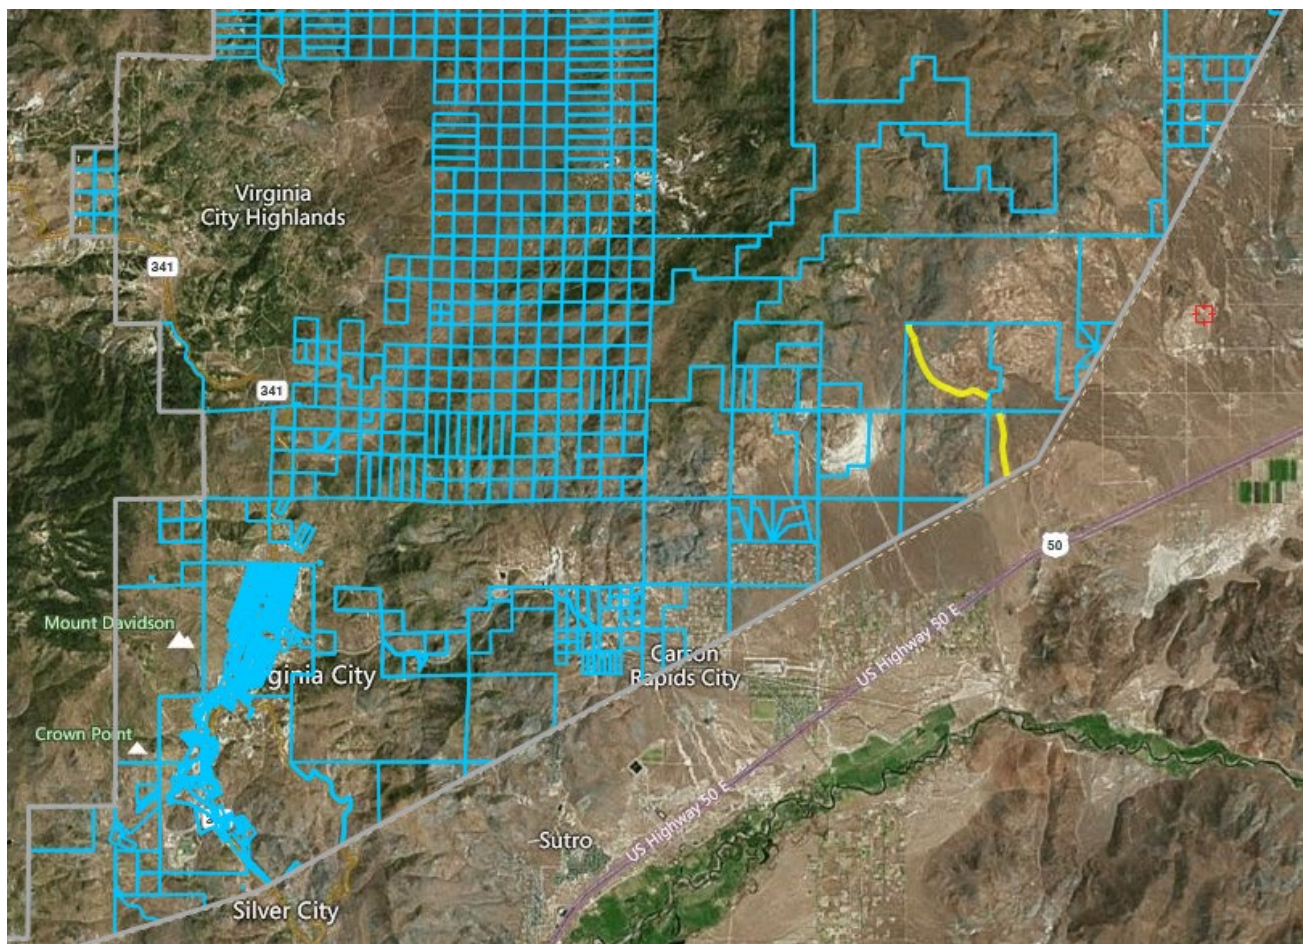 Virginia
City Highlands
341
341
50
Mount Davidson
Virginia City
Carson
Rapids City
US Highway 50 E
Crown Point
US Highway 50 E
Sutro
Silver City